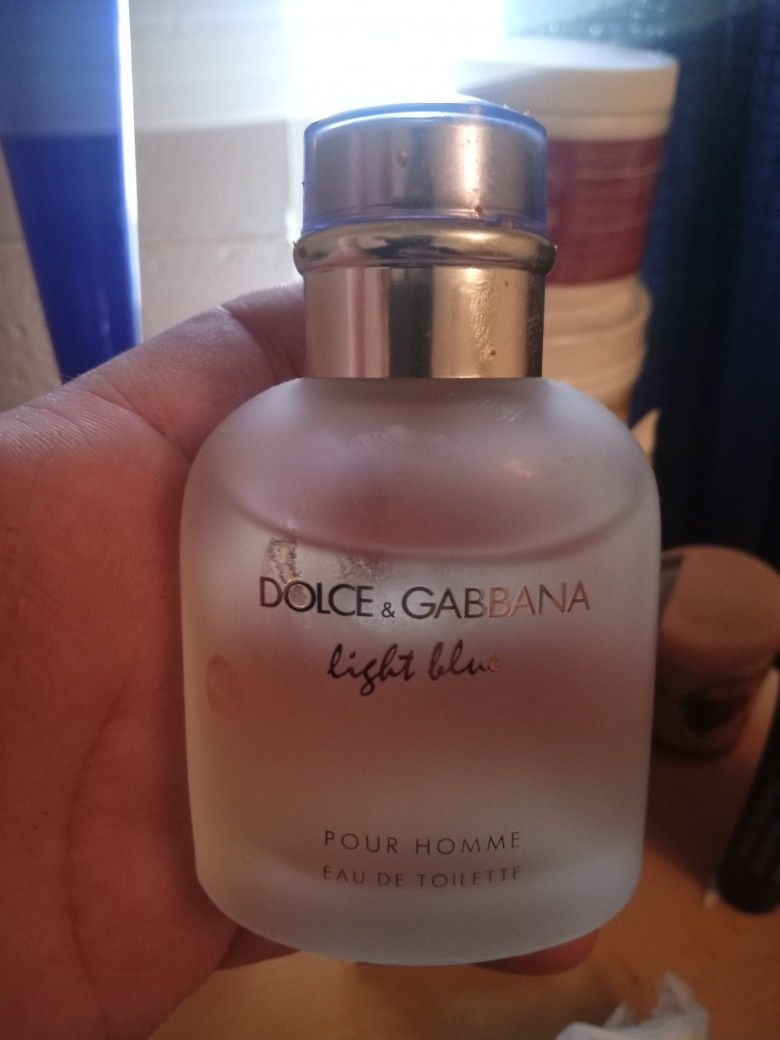 DOLCE & GABBANA
light blue
POUR HOMME
EAU DE TOILETTE